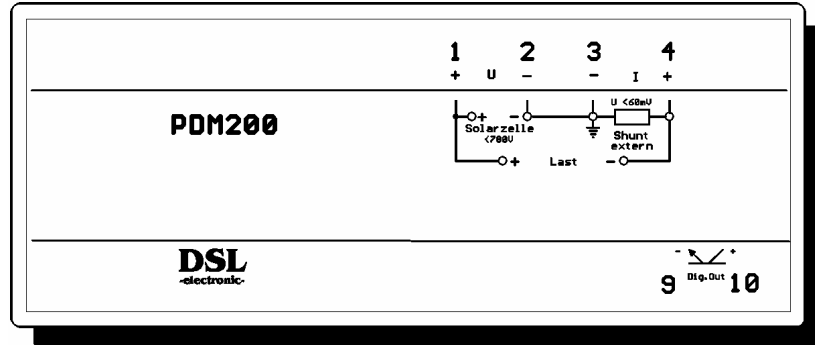 1 2 3 4
+ U − − I +
U <60mV
PDM200
+ −
Solarzelle
<700V
Shunt
extern
+ Last −
DSL
-electronic-
- +
9 Dig.Out 10